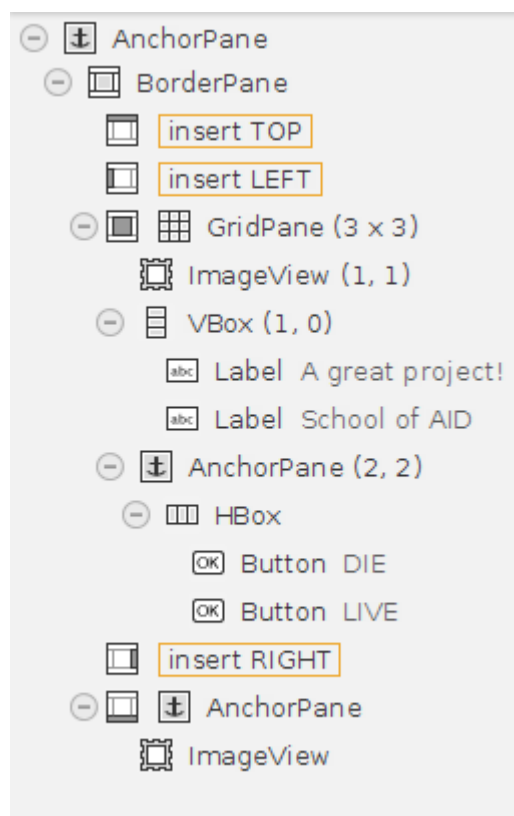 AnchorPane
BorderPane
insert TOP
insert LEFT
GridPane (3 x 3)
ImageView (1, 1)
VBox (1, 0)
abc Label A great project!
abc Label School of AID
AnchorPane (2, 2)
HBox
OK Button DIE
OK Button LIVE
insert RIGHT
AnchorPane
ImageView